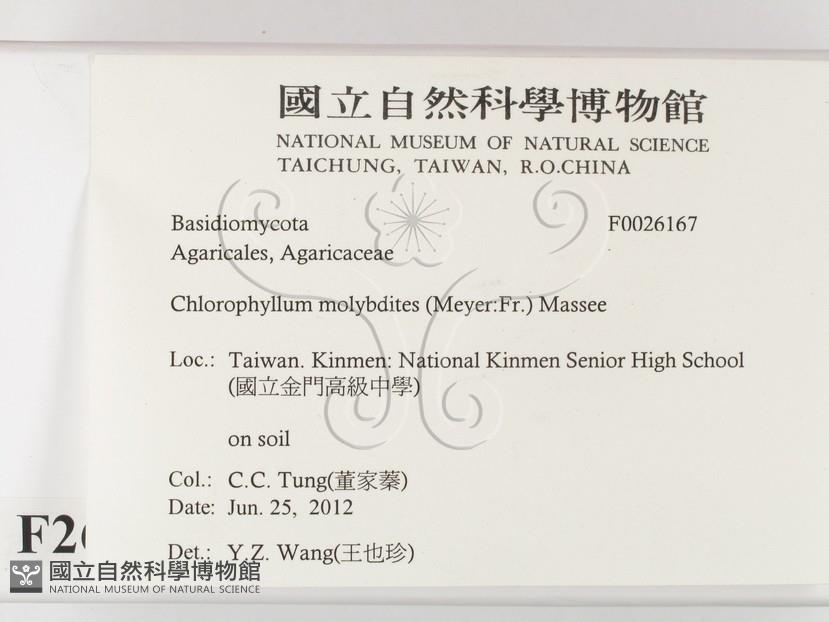 國立自然科學博物館
NATIONAL MUSEUM OF NATURAL SCIENCE
TAICHUNG, TAIWAN, R.O.CHINA
Basidiomycota F0026167
Agaricales, Agaricaceae
Chlorophyllum molybdites (Meyer:Fr.) Massee
Loc.: Taiwan. Kinmen: National Kinmen Senior High School
(國立金門高級中學)
on soil
Col.: C.C. Tung(董家蓁)
Date: Jun. 25, 2012
Det.: Y.Z. Wang(王也珍)
F2
國立自然科學博物館
NATIONAL MUSEUM OF NATURAL SCIENCE